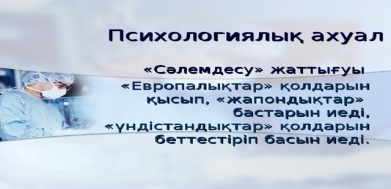 Психологиялық ахуал
«Сәлемдесу» жаттығуы
«Европалықтар» қолдарын
қысып, «жапондықтар»
бастарын иеді,
«үндістандықтар» қолдарын
беттестіріп басын иеді.